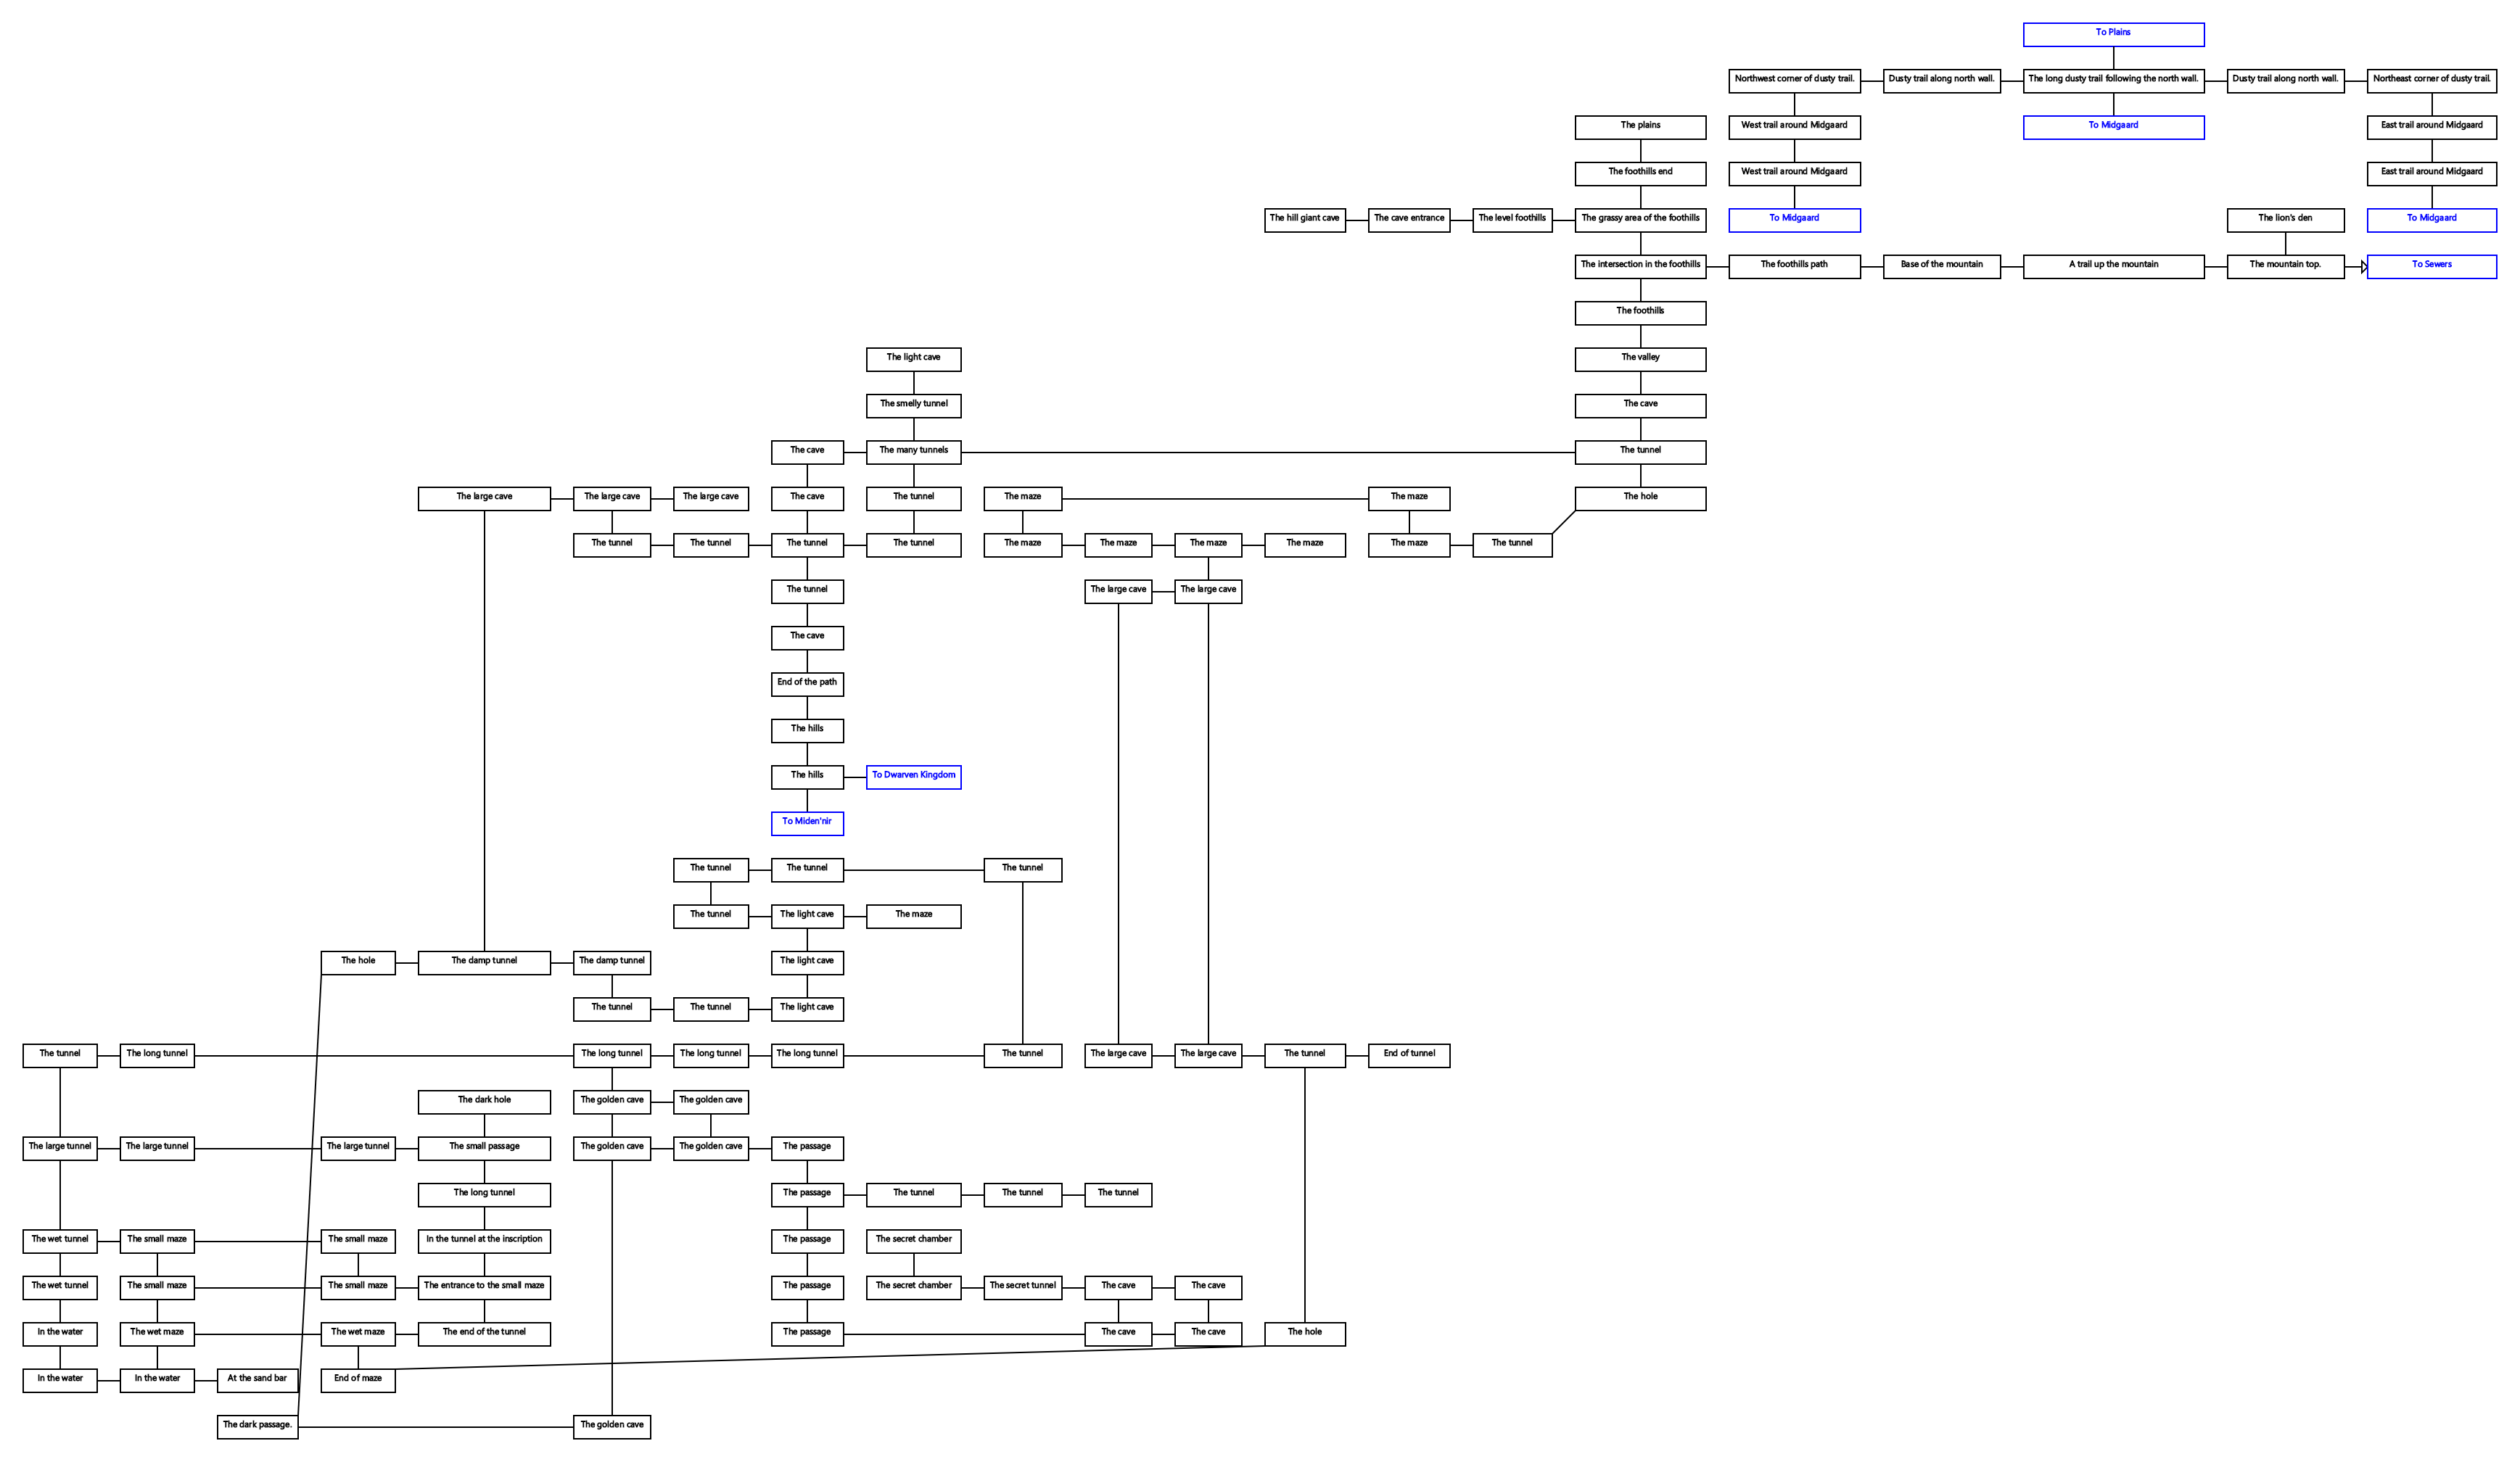 To Plains
Northwest corner of dusty trail.
Dusty trail along north wall.
The long dusty trail following the north wall.
Dusty trail along north wall.
Northeast corner of dusty trail.
The plains
West trail around Midgaard
To Midgaard
East trail around Midgaard
The foothills end
West trail around Midgaard
East trail around Midgaard
The hill giant cave
The cave entrance
The level foothills
The grassy area of the foothills
To Midgaard
The lion's den
To Midgaard
The intersection in the foothills
The foothills path
Base of the mountain
A trail up the mountain
The mountain top.
To Sewers
The foothills
The light cave
The valley
The smelly tunnel
The cave
The cave
The many tunnels
The tunnel
The large cave
The large cave
The large cave
The cave
The tunnel
The maze
The maze
The hole
The tunnel
The tunnel
The tunnel
The tunnel
The maze
The maze
The maze
The maze
The maze
The tunnel
The tunnel
The large cave
The large cave
The cave
End of the path
The hills
The hills
To Dwarven Kingdom
To Miden'nir
The tunnel
The tunnel
The tunnel
The tunnel
The light cave
The maze
The hole
The damp tunnel
The damp tunnel
The light cave
The tunnel
The tunnel
The light cave
The tunnel
The long tunnel
The long tunnel
The long tunnel
The long tunnel
The tunnel
The large cave
The large cave
The tunnel
End of tunnel
The dark hole
The golden cave
The golden cave
The large tunnel
The large tunnel
The large tunnel
The small passage
The golden cave
The golden cave
The passage
The long tunnel
The passage
The tunnel
The tunnel
The tunnel
The wet tunnel
The small maze
The small maze
In the tunnel at the inscription
The passage
The secret chamber
The wet tunnel
The small maze
The small maze
The entrance to the small maze
The passage
The secret chamber
The secret tunnel
The cave
The cave
In the water
The wet maze
The wet maze
The end of the tunnel
The passage
The cave
The cave
The hole
In the water
In the water
At the sand bar
End of maze
The dark passage.
The golden cave